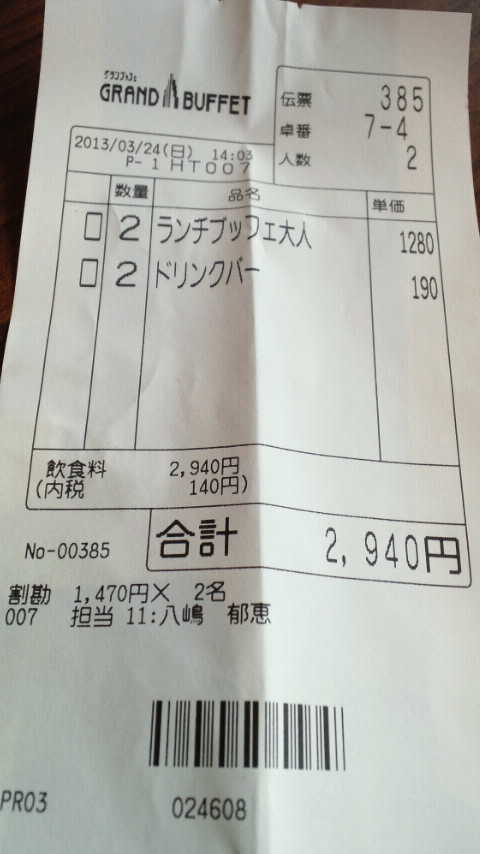 グランブッフェ
GRAND BUFFET
伝票 385
卓番 7-4
人数 2
2013/03/24(日) 14:03
P- 1 HT007
数量 品名 単価
2 ランチブッフェ大人 1280
2 ドリンクバー 190
飲食料 2,940円
(内税 140円)
合計 2,940円
No-00385
割勘 1,470円× 2名
007 担当 11:八嶋 郁恵
PR03 024608